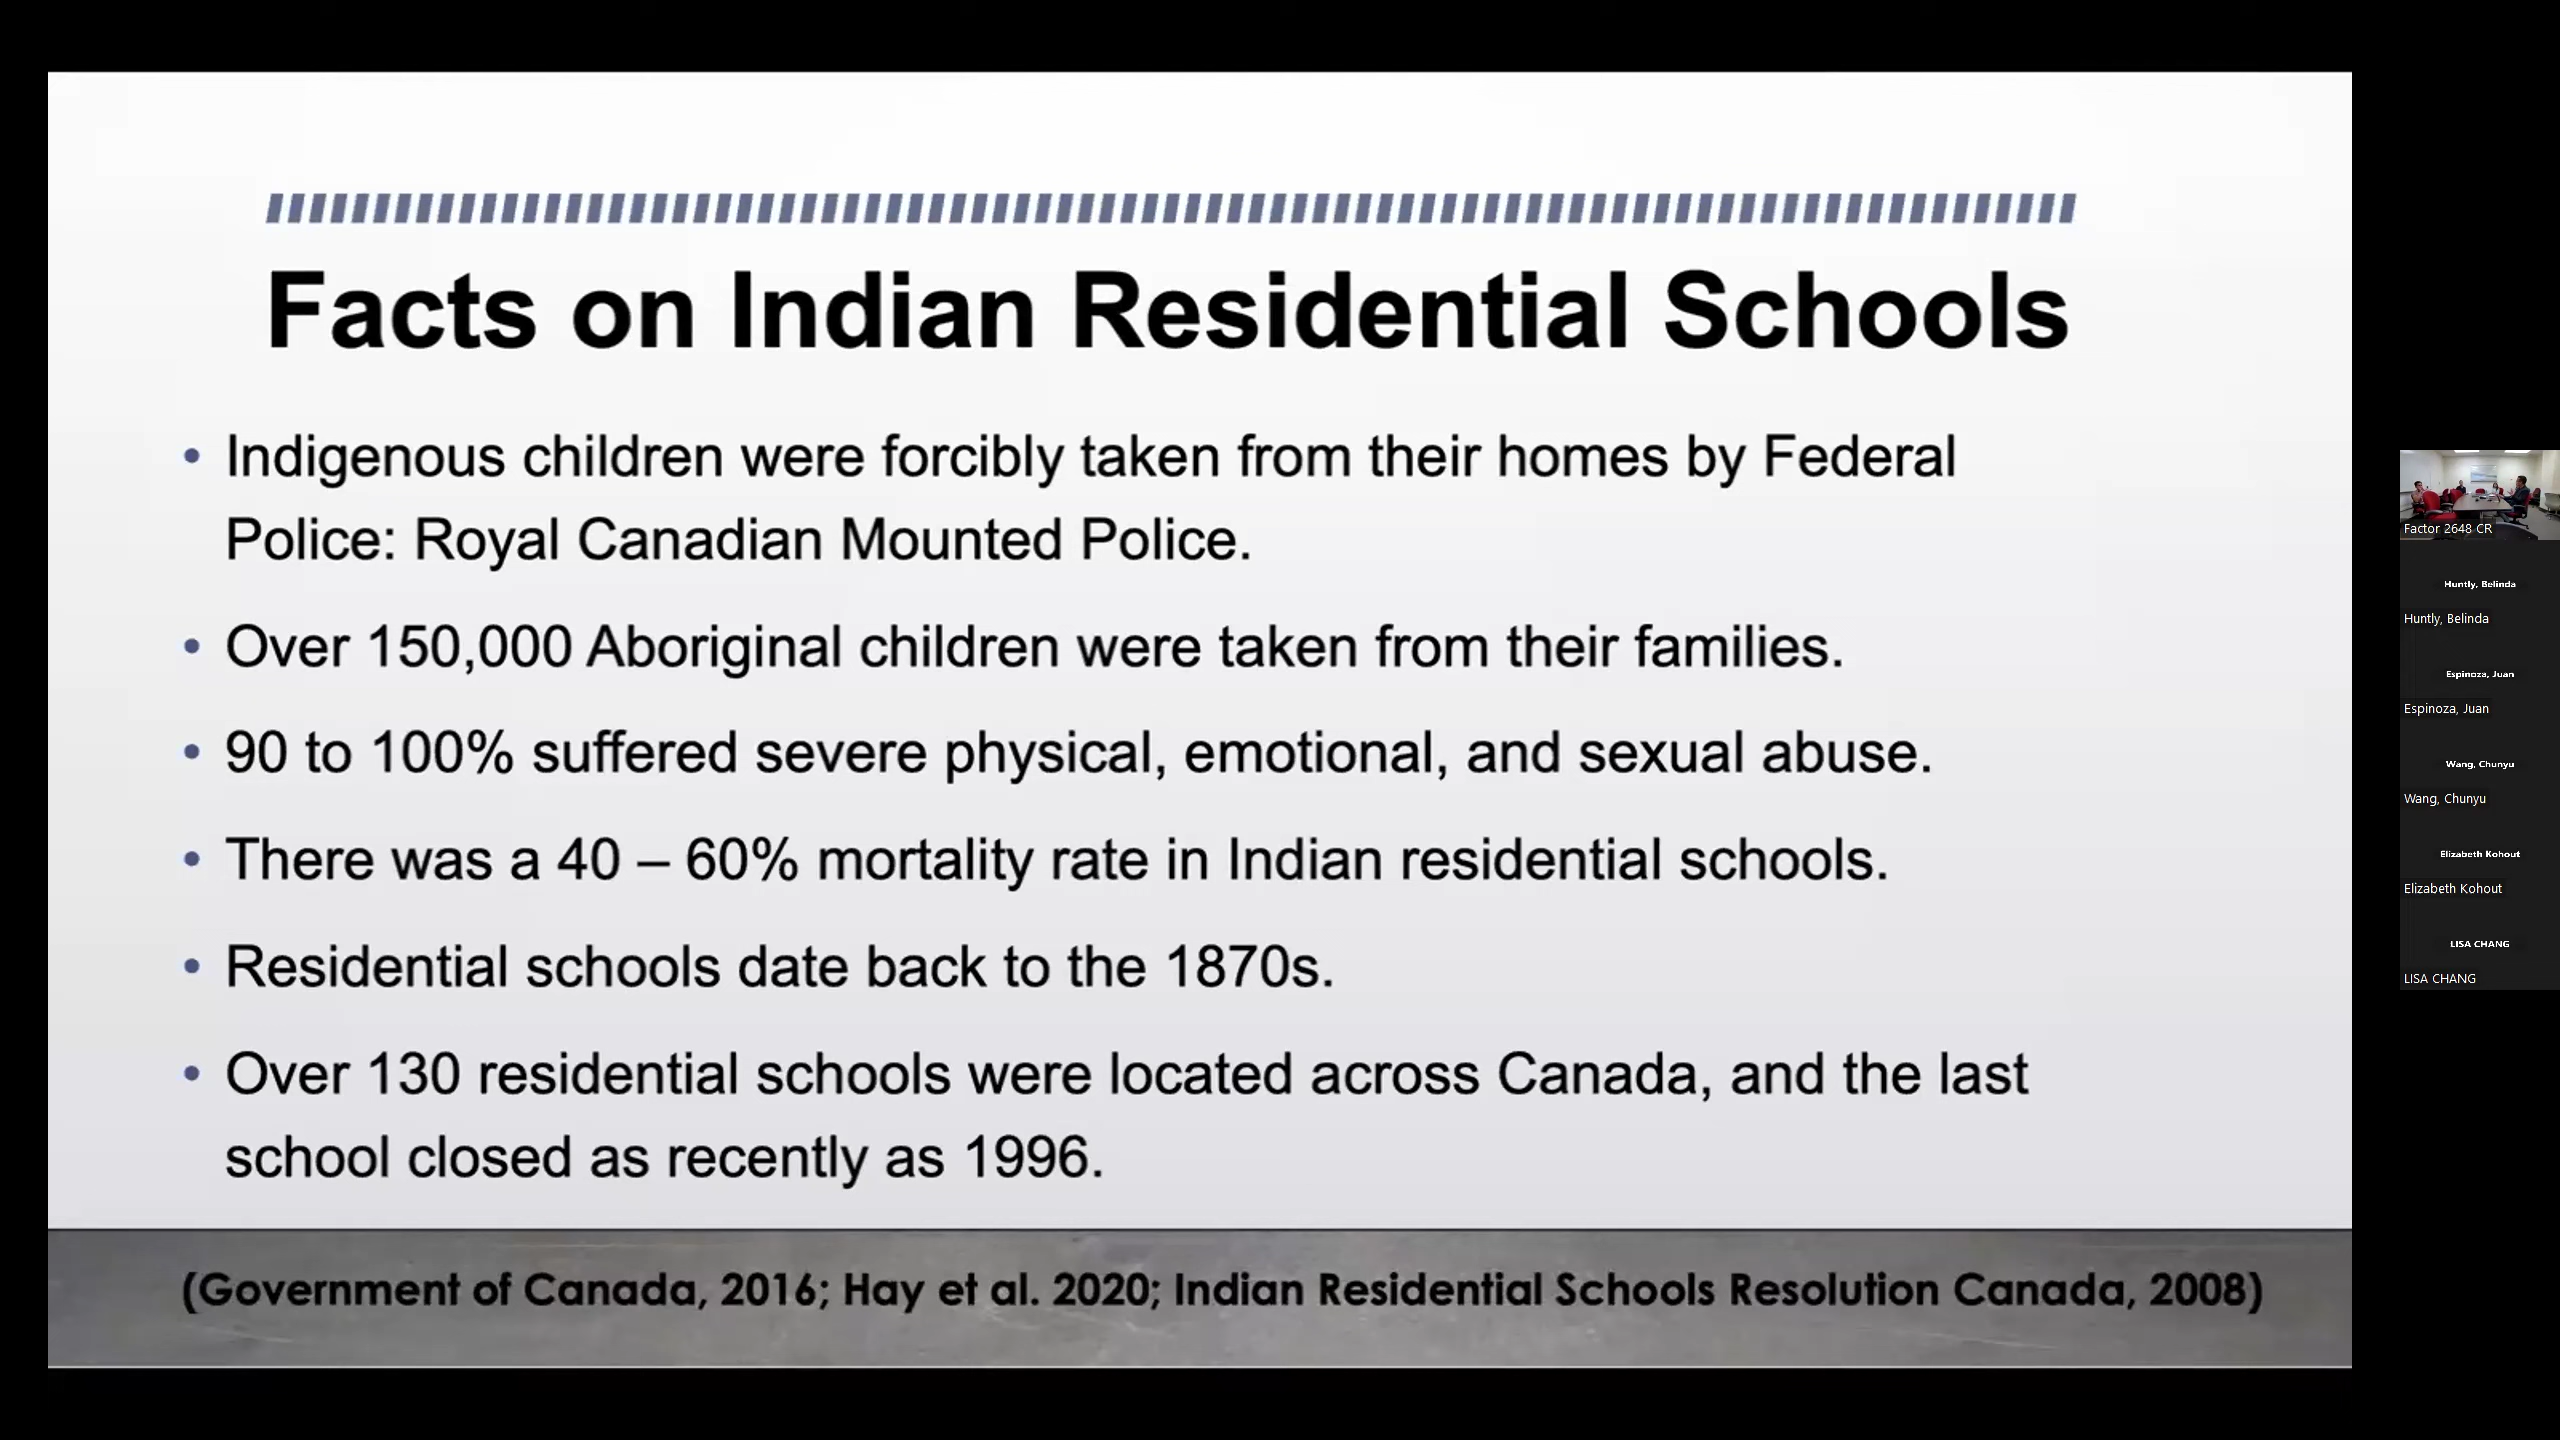 Facts on Indian Residential Schools
• Indigenous children were forcibly taken from their homes by Federal
Police: Royal Canadian Mounted Police.
• Over 150,000 Aboriginal children were taken from their families.
• 90 to 100% suffered severe physical, emotional, and sexual abuse.
• There was a 40 – 60% mortality rate in Indian residential schools.
• Residential schools date back to the 1870s.
• Over 130 residential schools were located across Canada, and the last
school closed as recently as 1996.
(Government of Canada, 2016; Hay et al. 2020; Indian Residential Schools Resolution Canada, 2008)
Factor 2648 CR
Huntly, Belinda
Huntly, Belinda
Espinoza, Juan
Espinoza, Juan
Wang, Chunyu
Wang, Chunyu
Elizabeth Kohout
Elizabeth Kohout
LISA CHANG
LISA CHANG